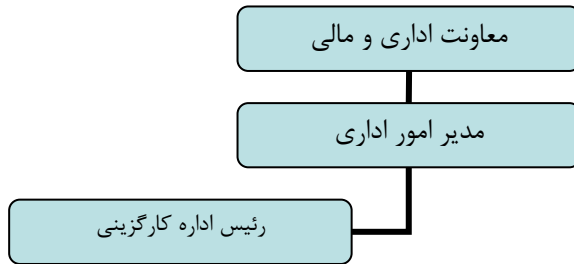 معاونت اداری و مالی
مدیر امور اداری
رئیس اداره کارگزینی